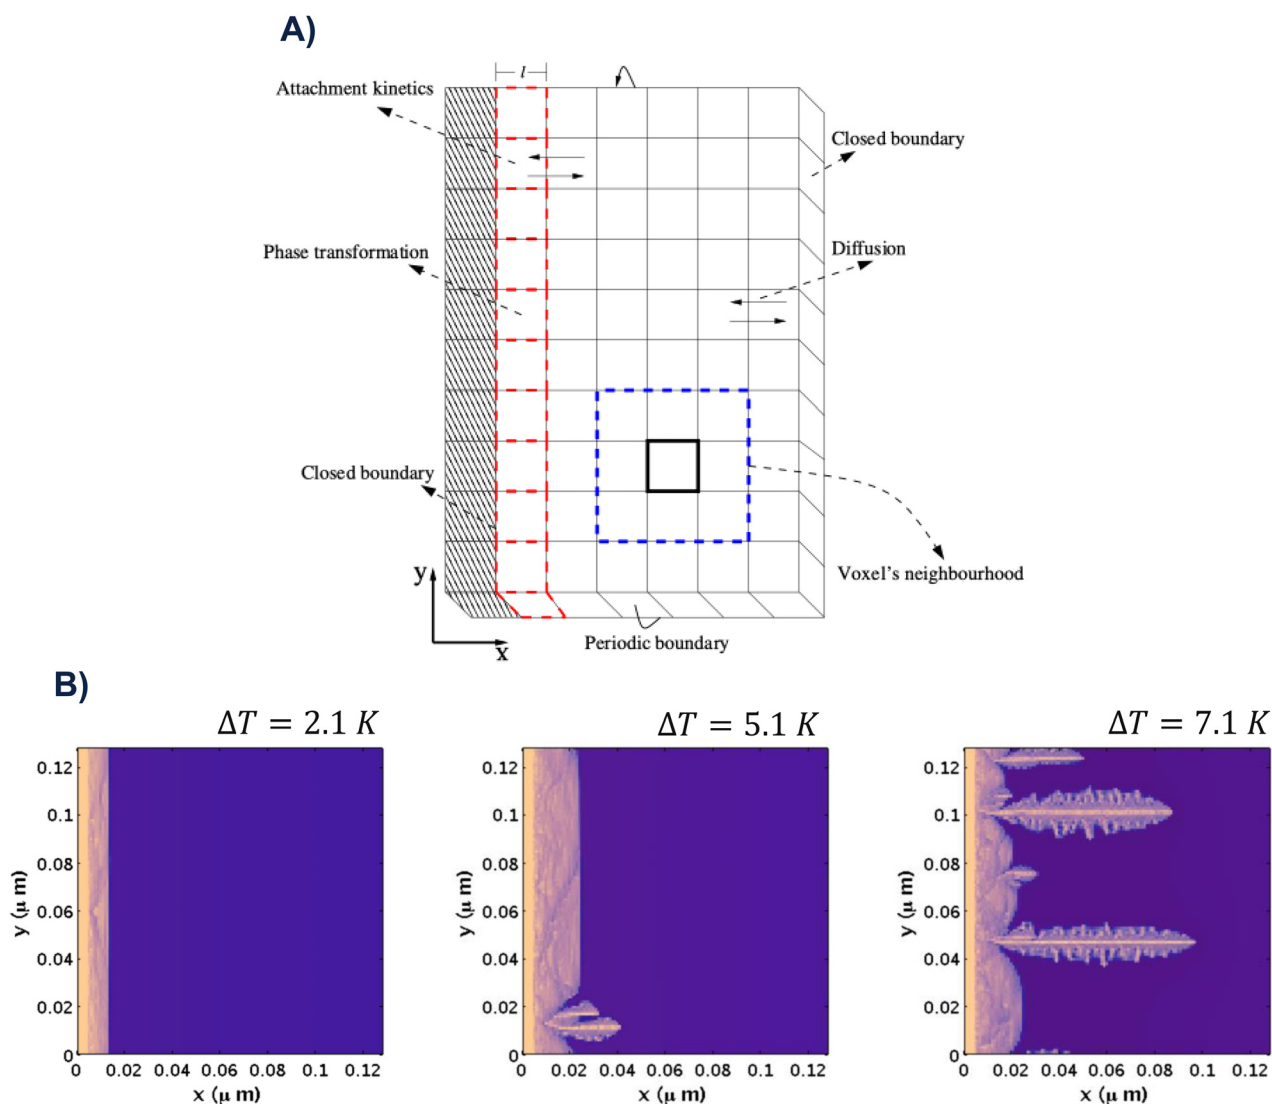 A)
l
Attachment kinetics
Closed boundary
Phase transformation
Diffusion
Closed boundary
Voxel's neighbourhood
y
x
Periodic boundary
B)
ΔT = 2.1 K
0.12
0.1
0.08
0.06
0.04
0.02
0
y (μ m)
0 0.02 0.04 0.06 0.08 0.1 0.12
x (μ m)
ΔT = 5.1 K
0.12
0.1
0.08
0.06
0.04
0.02
0
y (μ m)
0 0.02 0.04 0.06 0.08 0.1 0.12
x (μ m)
ΔT = 7.1 K
0.12
0.1
0.08
0.06
0.04
0.02
0
y (μ m)
0 0.02 0.04 0.06 0.08 0.1 0.12
x (μ m)